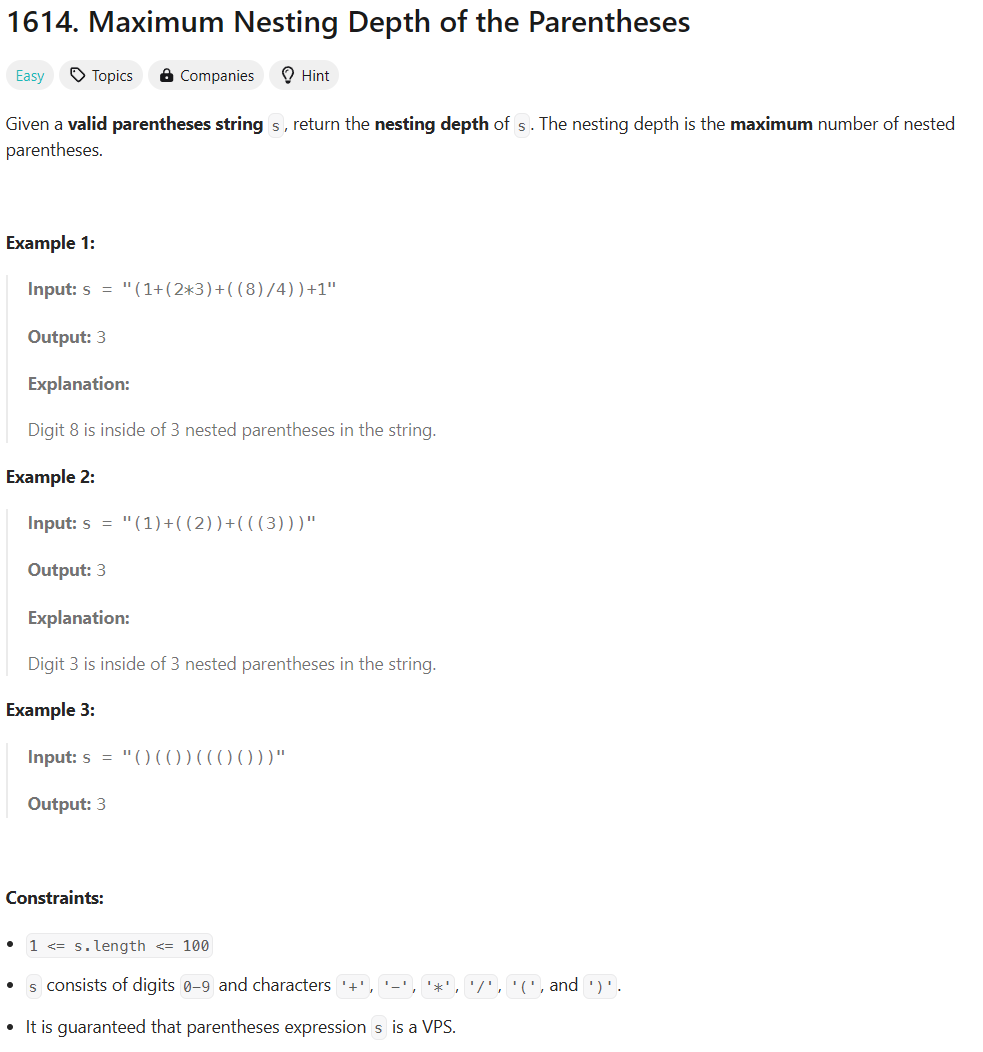 1614. Maximum Nesting Depth of the Parentheses
Easy Topics Companies Hint
Given a valid parentheses string s, return the nesting depth of s. The nesting depth is the maximum number of nested
parentheses.
Example 1:
Input: s = "(1+(2*3)+((8)/4))+1"
Output: 3
Explanation:
Digit 8 is inside of 3 nested parentheses in the string.
Example 2:
Input: s = "(1)+((2))+(((3)))"
Output: 3
Explanation:
Digit 3 is inside of 3 nested parentheses in the string.
Example 3:
Input: s = "()(())((()()))"
Output: 3
Constraints:
• 1 <= s.length <= 100
• s consists of digits 0-9 and characters '+', '-', '*', '/', '(', and ')'.
• It is guaranteed that parentheses expression s is a VPS.